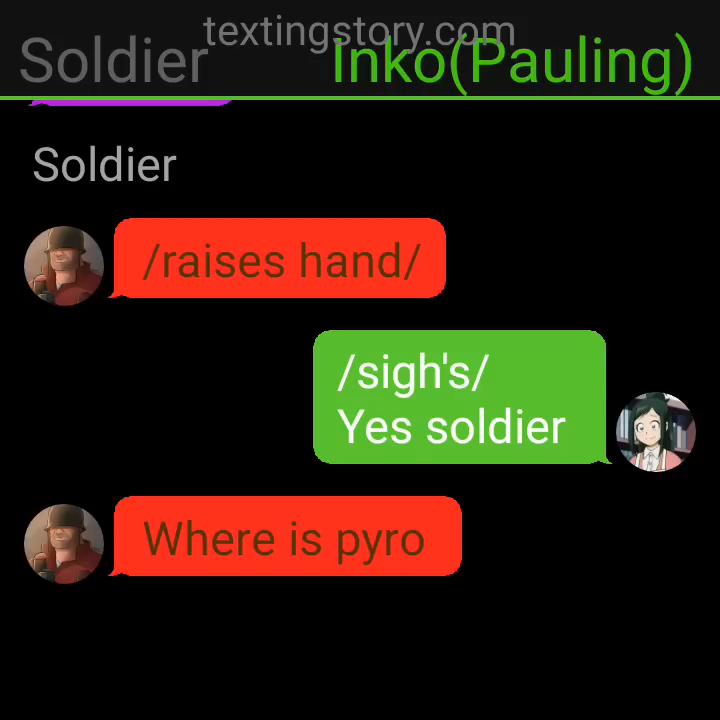 textingstory.com
Soldier
Inko(Pauling)
Soldier
/raises hand/
/sigh's/
Yes soldier
Where is pyro